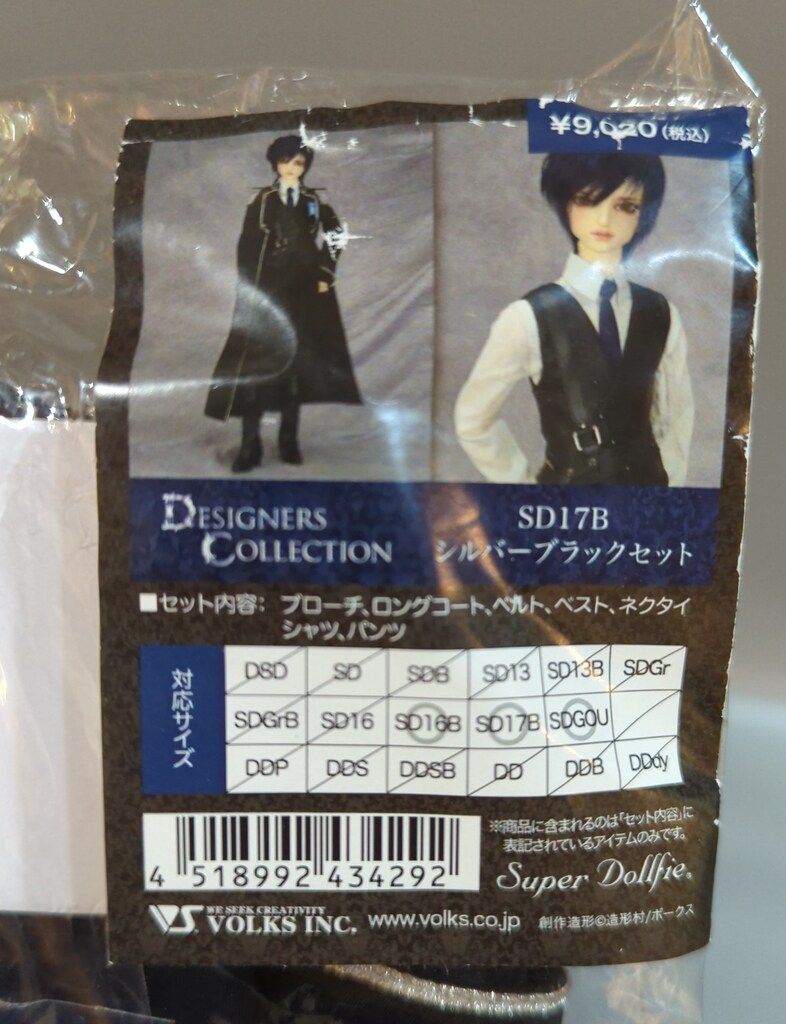 (税込)
DESIGNERS
COLLECTION
SD17B
シルバーブラックセット
■セット内容: ブローチ、ロングコート、ベルト、ベスト、ネクタイ
シャツ、パンツ
対応サイズ
DSD SD SDB SD13 SD13B SDGr
SDGrB SD16 SD16B SD17B SDGOU
DDP DDS DDSB DD DDB DDdy
4 518992 434292
※商品に含まれるのは「セット内容」に
表記されているアイテムのみです。
Super Dollfie®
VS. WE SEEK CREATIVITY
VOLKS INC. www.volks.co.jp 創作造形©造形村/ボークス